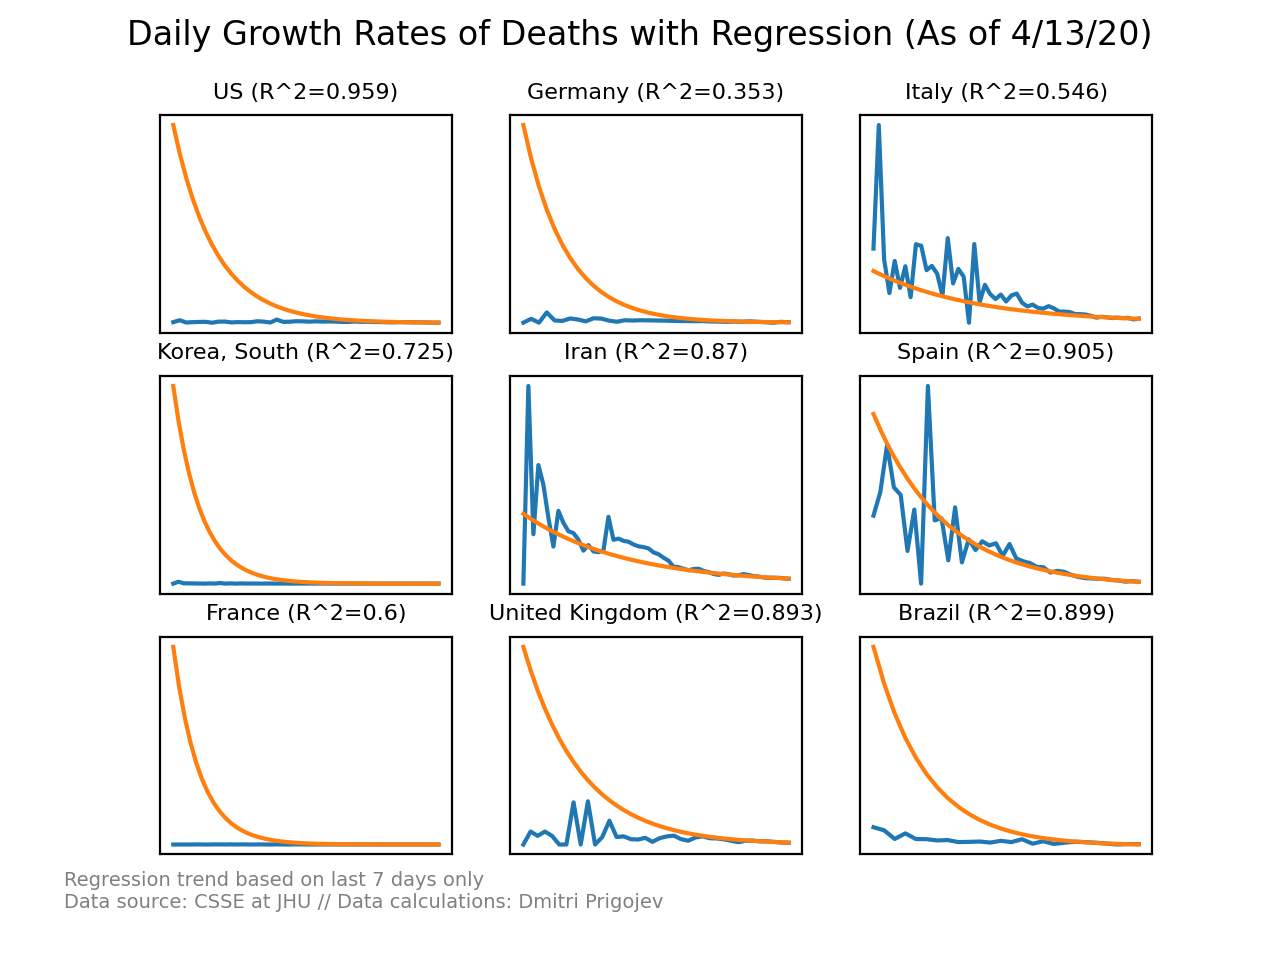 Daily Growth Rates of Deaths with Regression (As of 4/13/20)
US (R^2=0.959)
Germany (R^2=0.353)
Italy (R^2=0.546)
Korea, South (R^2=0.725)
Iran (R^2=0.87)
Spain (R^2=0.905)
France (R^2=0.6)
United Kingdom (R^2=0.893)
Brazil (R^2=0.899)
Regression trend based on last 7 days only
Data source: CSSE at JHU // Data calculations: Dmitri Prigojev